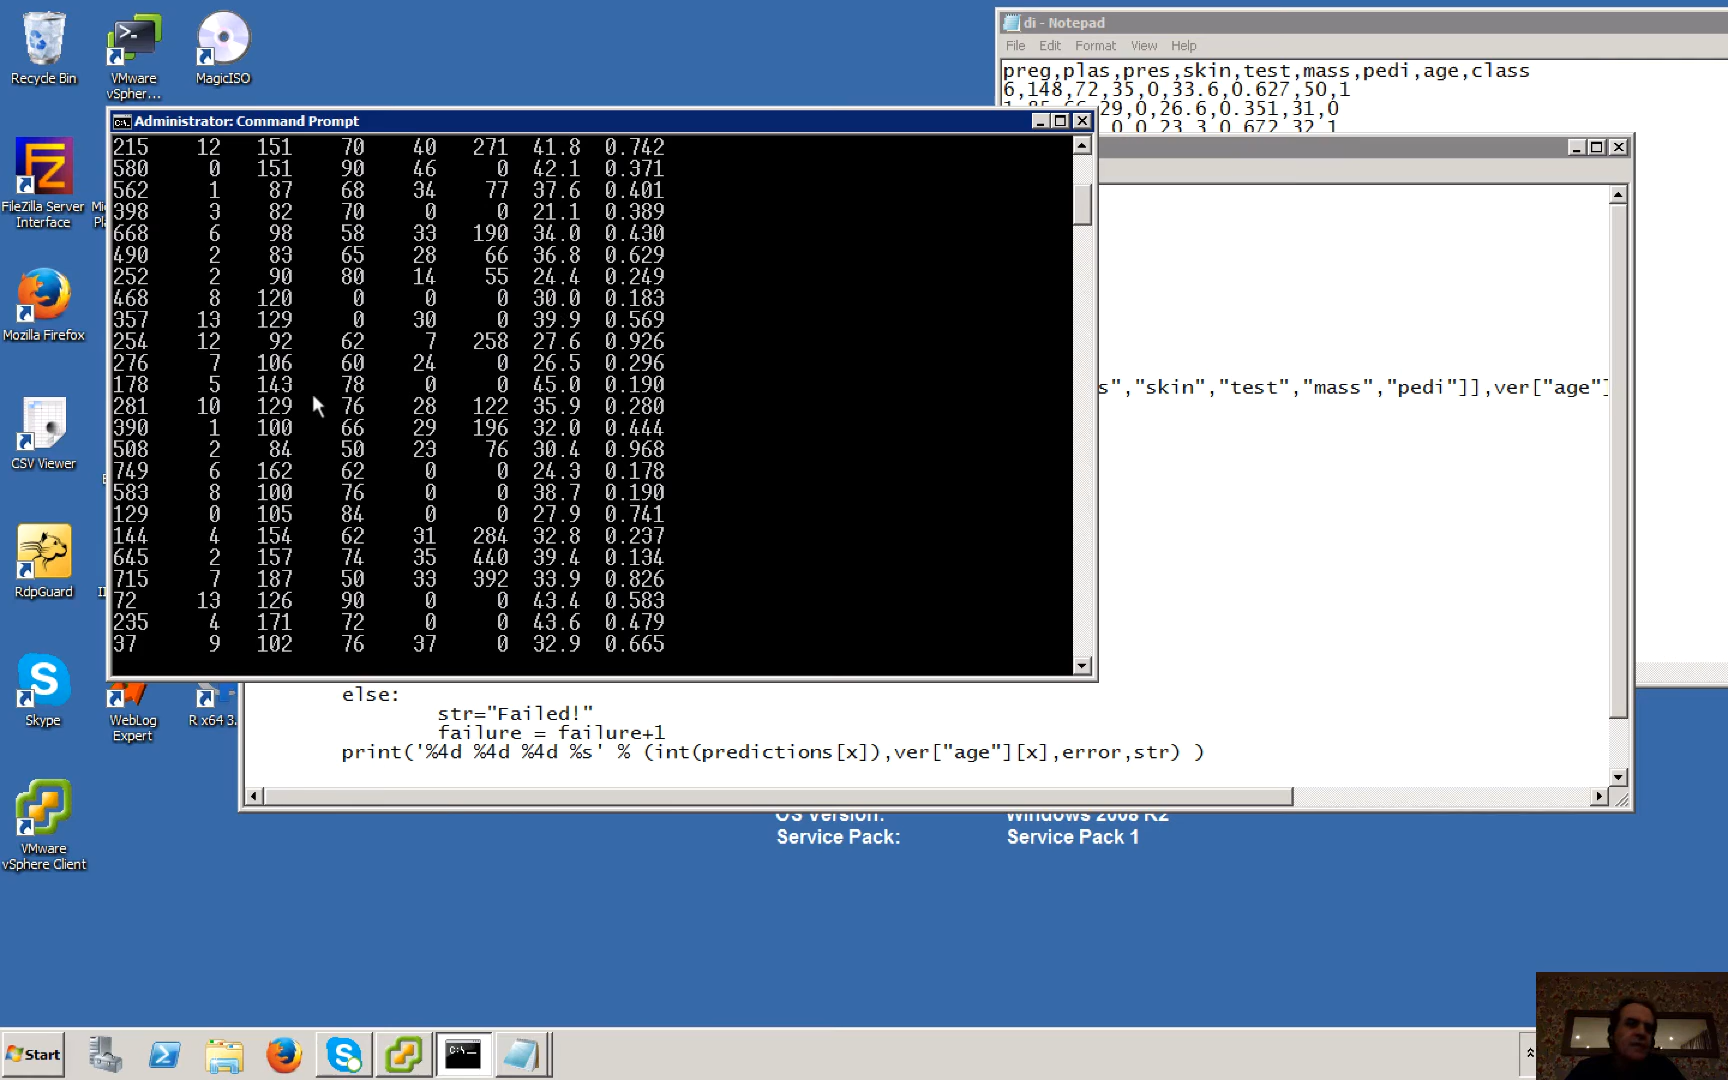 Recycle Bin
VMware
vSpher...
MagicISO
FileZilla Server
Interface
Mozilla Firefox
CSV Viewer
RdpGuard
Skype
WebLog
Expert
R x64 3.
VMware
vSphere Client
di - Notepad
File Edit Format View Help
preg,plas,pres,skin,test,mass,pedi,age,class
6,148,72,35,0,33.6,0.627,50,1
29,0,26.6,0.351,31,0
Administrator: Command Prompt
215 12 151 70 40 271 41.8 0.742
580 0 151 90 46 0 42.1 0.371
562 1 87 68 34 77 37.6 0.401
398 3 82 70 0 0 21.1 0.389
668 6 98 58 33 190 34.0 0.430
490 2 83 65 28 66 36.8 0.629
252 2 90 80 14 55 24.4 0.249
468 8 120 0 0 0 30.0 0.183
357 13 129 0 30 0 39.9 0.569
254 12 92 62 7 258 27.6 0.926
276 7 106 60 24 0 26.5 0.296
178 5 143 78 0 0 45.0 0.190
281 10 129 76 28 122 35.9 0.280
390 1 100 66 29 196 32.0 0.444
508 2 84 50 23 76 30.4 0.968
749 6 162 62 0 0 24.3 0.178
583 8 100 76 0 0 38.7 0.190
129 0 105 84 0 0 27.9 0.741
144 4 154 62 31 284 32.8 0.237
645 2 157 74 35 440 39.4 0.134
715 7 187 50 33 392 33.9 0.826
72 13 126 90 0 0 43.4 0.583
235 4 171 72 0 0 43.6 0.479
37 9 102 76 37 0 32.9 0.665
s","skin","test","mass","pedi"]],ver["age"]
else:
str="Failed!"
failure = failure+1
print('%4d %4d %4d %s' % (int(predictions[x]),ver["age"][x],error,str) )
OS Version: Windows 2008 R2
Service Pack: Service Pack 1
Start